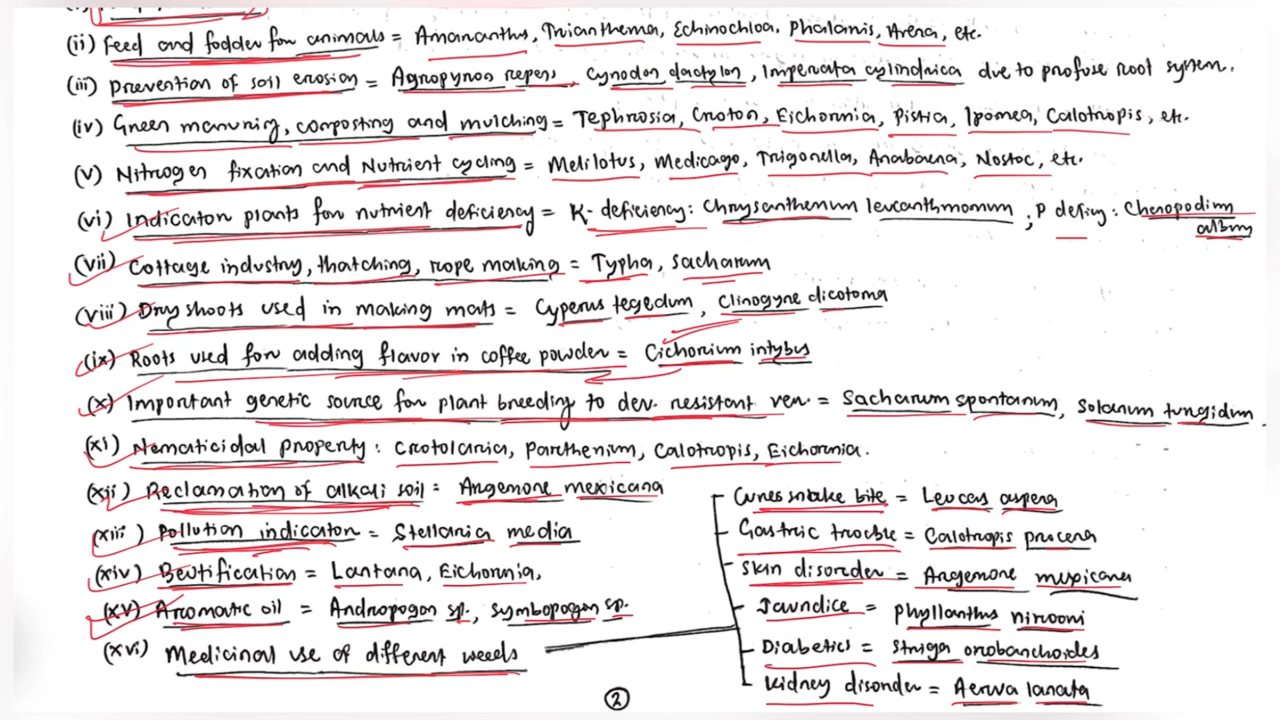 (ii) Feed and fodder for animals = Amaranthus, Trianthema, Echinochloa, Phalaris, Avena, etc.
(iii) Prevention of soil erosion = Agropyron repens, Cynodon dactylon, Imperata cylindrica due to profuse root system.
(iv) Green manuring, composting and mulching = Tephrosia, Croton, Eichornia, Pistia, Ipomea, Calotropis, etc.
(v) Nitrogen fixation and Nutrient cycling = Melilotus, Medicago, Trigonella, Anabaena, Nostoc, etc.
(vi) Indicator plants for nutrient deficiency = K-deficiency: Chrysanthemum leucanthmomum, P deficiy: Chenopodim
album
(vii) Cottage industry, thatching, rope making = Typha, Sacharum
(viii) Dry shoots used in making mats = Cyperus tegedum, Clinogyne dicotoma
(ix) Roots used for adding flavor in coffee powder = Cichorium intybus
(x) Important genetic source for plant breeding to dev. resistant ver. = Sacharum spontanum, Solanum tungidum.
(xi) Nematicidal property: Crotolaria, Parthenium, Calotropis, Eichornia.
(xii) Reclamation of alkali soil = Argemone mexicana
(xiii) Pollution indicator = Stellaria media
(xiv) Beutification = Lantana, Eichornia,
(xv) Aromatic oil = Andropogon sp., Symbopogon sp.
(xvi) Medicinal use of different weeds
Cures snake bite = Leucas aspera
Gastric trouble = Calotropis procera
Skin disorder = Argemone mexicana
Jaundice = Phyllanthus niroori
Diabetics = Striga orobanchoides
Kidney disorder = Aerva lanata
2